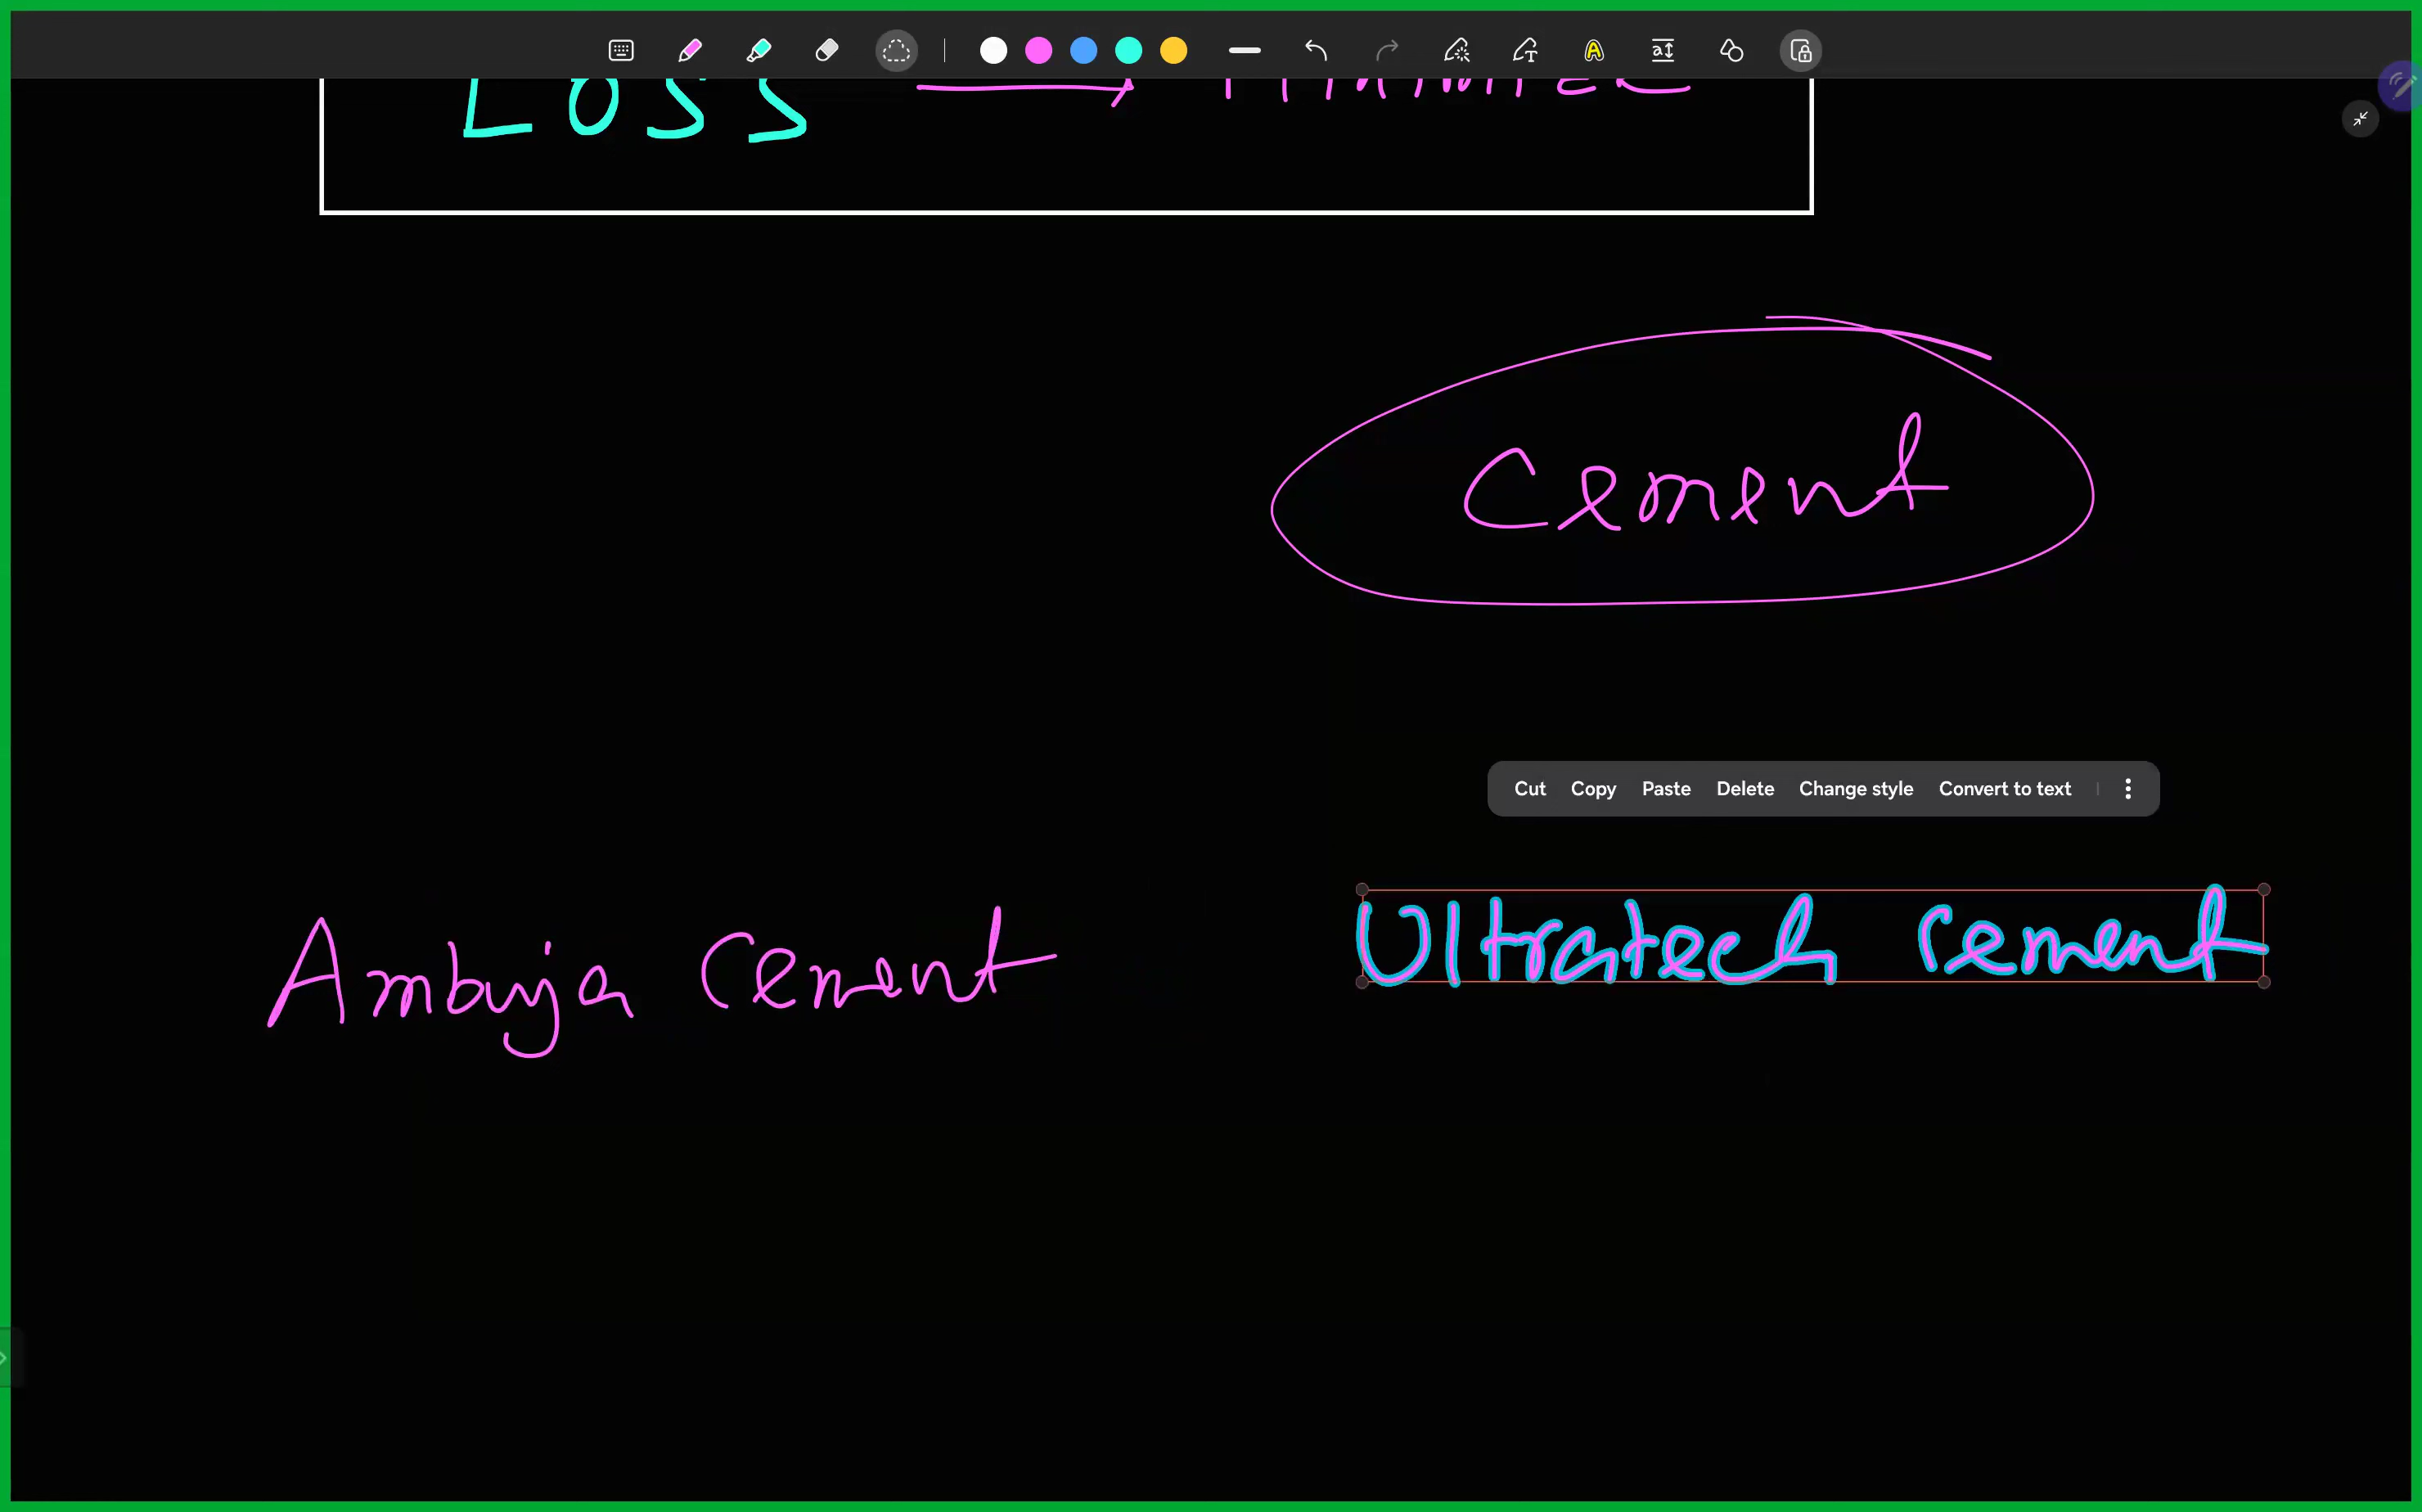 Loss
Cement
Cut Copy Paste Delete Change style Convert to text
Ambuja Cement
Ultratech Cement